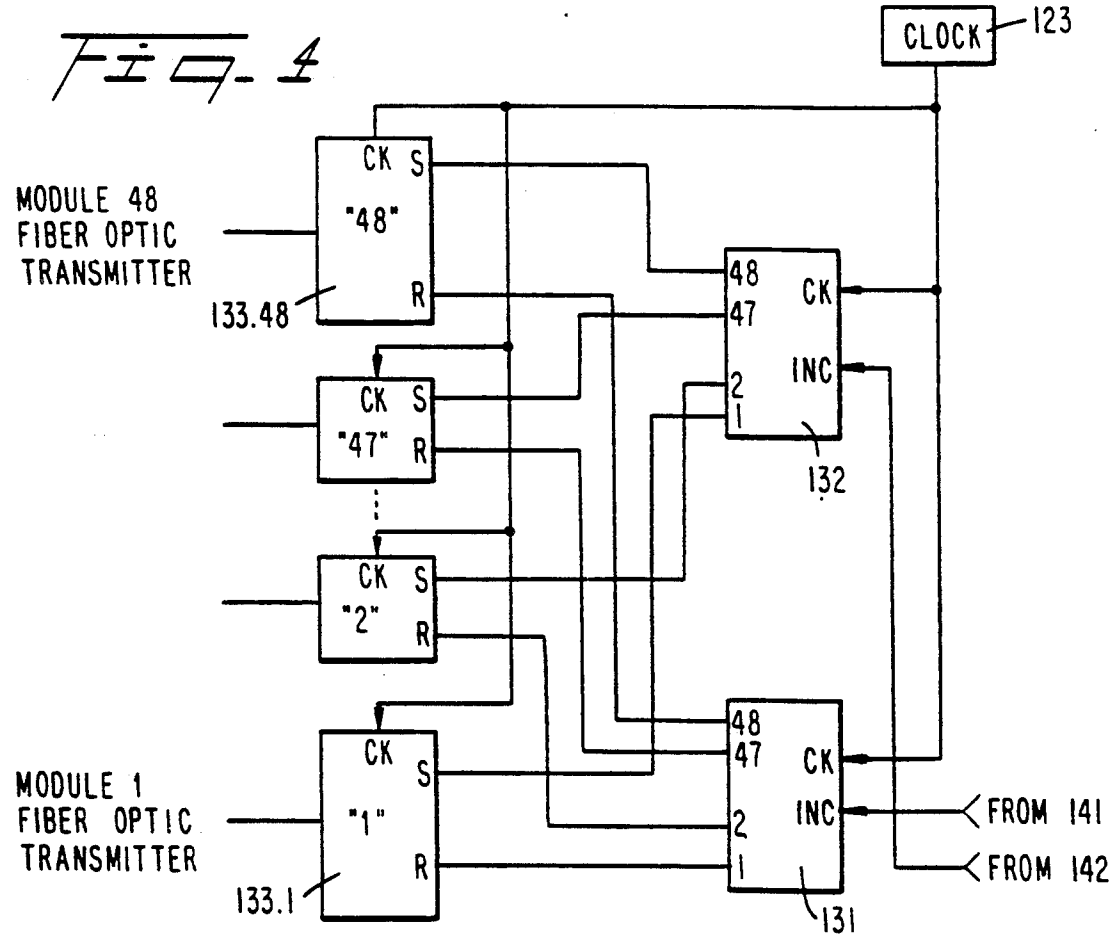 Fig. 4
CLOCK
123
CK
S
"48"
R
MODULE 48
FIBER OPTIC
TRANSMITTER
133.48
48
47
2
1
CK
INC
132
CK
S
"47"
R
CK
S
"2"
R
CK
S
"1"
R
MODULE 1
FIBER OPTIC
TRANSMITTER
133.1
48
47
2
1
CK
INC
131
FROM 141
FROM 142